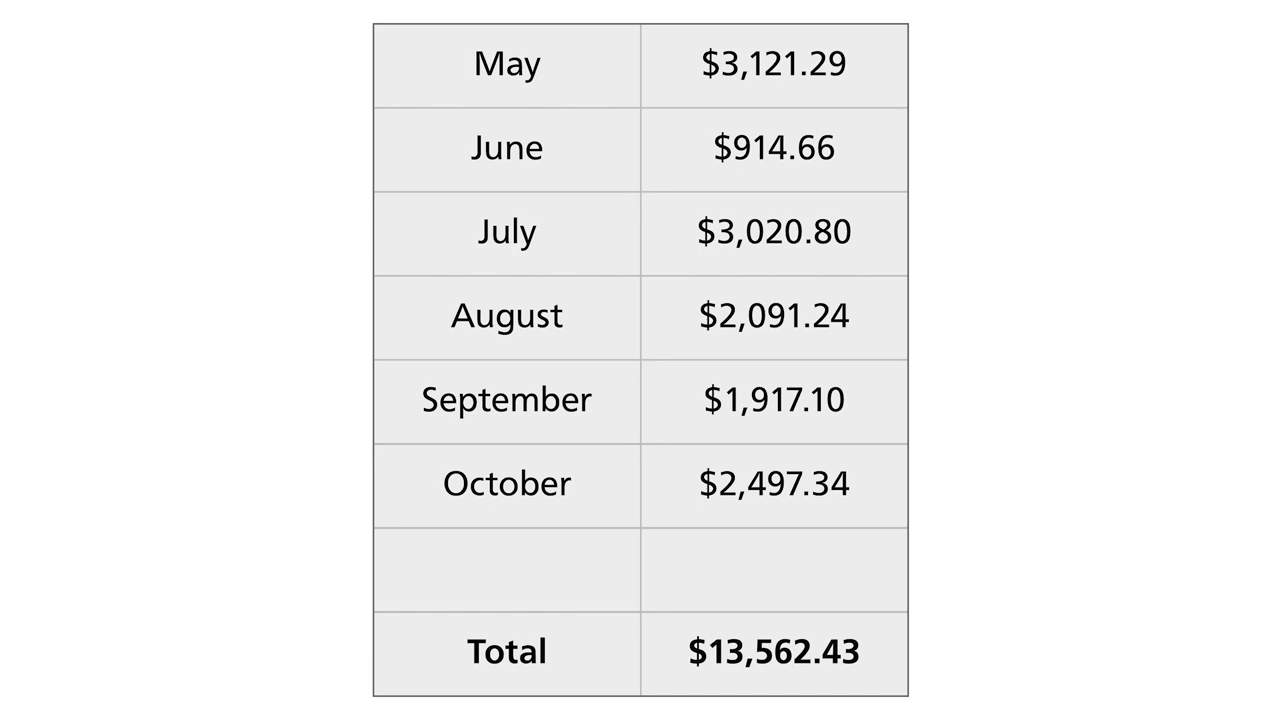 May $3,121.29
June $914.66
July $3,020.80
August $2,091.24
September $1,917.10
October $2,497.34
Total $13,562.43